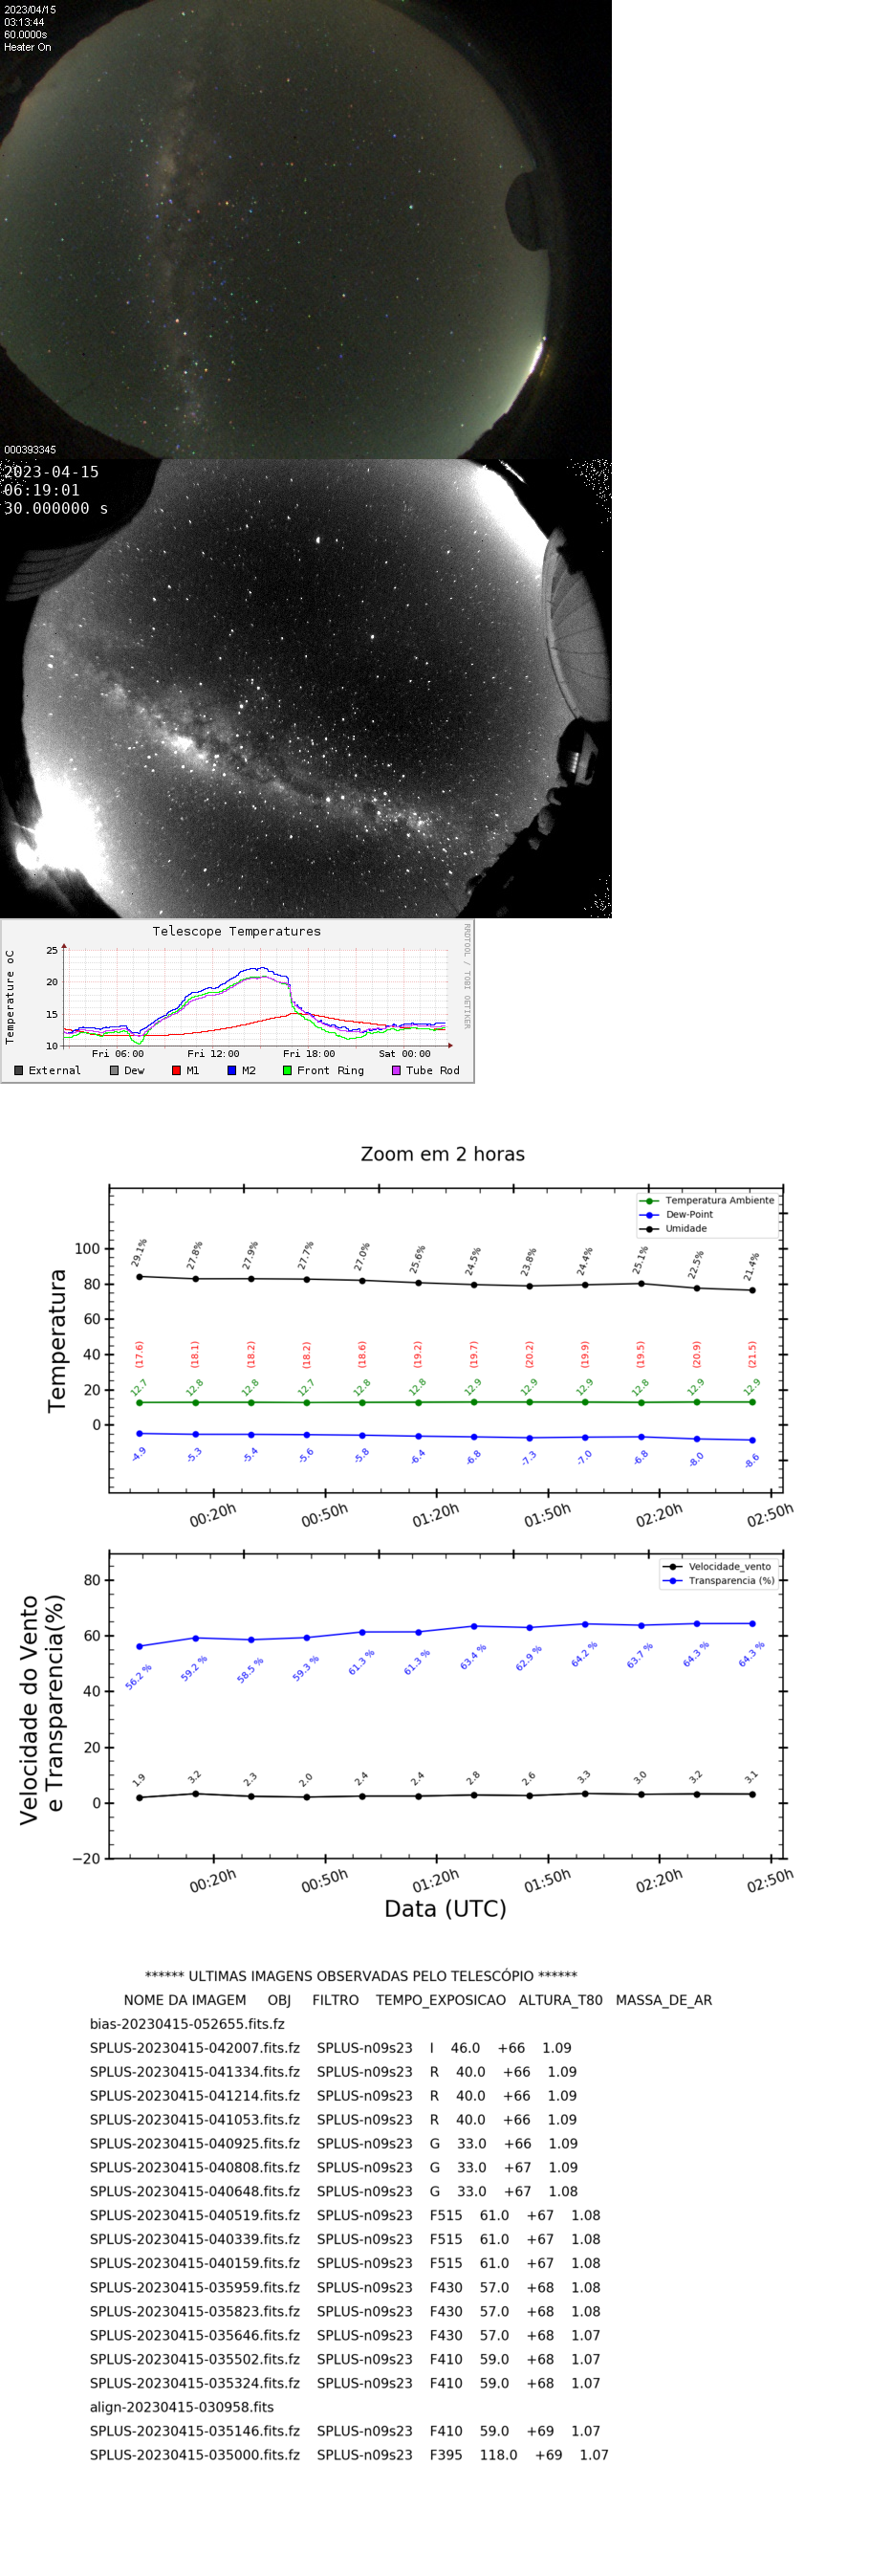 2023/04/15
03:13:44
60.0000s
Heater On
000393345
2023-04-15
06:19:01
30.000000 s
Telescope Temperatures
RRDTOOL / TOBI OETIKER
Temperature oC
25
20
15
10
Fri 06:00 Fri 12:00 Fri 18:00 Sat 00:00
External Dew M1 M2 Front Ring Tube Rod
Zoom em 2 horas
Temperatura Ambiente
Dew-Point
Umidade
Temperatura
100
80
60
40
20
0
29.1% 27.8% 27.9% 27.7% 27.0% 25.6% 24.5% 23.8% 24.4% 25.1% 22.5% 21.4%
(17.6) (18.1) (18.2) (18.2) (18.6) (19.2) (19.7) (20.2) (19.9) (19.5) (20.9) (21.5)
12.7 12.8 12.8 12.7 12.8 12.8 12.9 12.9 12.9 12.8 12.9 12.9
-4.9 -5.3 -5.4 -5.6 -5.8 -6.4 -6.8 -7.3 -7.0 -6.8 -8.0 -8.6
00:20h 00:50h 01:20h 01:50h 02:20h 02:50h
Velocidade_vento
Transparencia (%)
Velocidade do Vento
e Transparencia(%)
80
60
40
20
0
−20
56.2 % 59.2 % 58.5 % 59.3 % 61.3 % 61.3 % 63.4 % 62.9 % 64.2 % 63.7 % 64.3 % 64.3 %
1.9 3.2 2.3 2.0 2.4 2.4 2.8 2.6 3.3 3.0 3.2 3.1
00:20h 00:50h 01:20h 01:50h 02:20h 02:50h
Data (UTC)
****** ULTIMAS IMAGENS OBSERVADAS PELO TELESCÓPIO ******
NOME DA IMAGEM OBJ FILTRO TEMPO_EXPOSICAO ALTURA_T80 MASSA_DE_AR
bias-20230415-052655.fits.fz
SPLUS-20230415-042007.fits.fz SPLUS-n09s23 I 46.0 +66 1.09
SPLUS-20230415-041334.fits.fz SPLUS-n09s23 R 40.0 +66 1.09
SPLUS-20230415-041214.fits.fz SPLUS-n09s23 R 40.0 +66 1.09
SPLUS-20230415-041053.fits.fz SPLUS-n09s23 R 40.0 +66 1.09
SPLUS-20230415-040925.fits.fz SPLUS-n09s23 G 33.0 +66 1.09
SPLUS-20230415-040808.fits.fz SPLUS-n09s23 G 33.0 +67 1.09
SPLUS-20230415-040648.fits.fz SPLUS-n09s23 G 33.0 +67 1.08
SPLUS-20230415-040519.fits.fz SPLUS-n09s23 F515 61.0 +67 1.08
SPLUS-20230415-040339.fits.fz SPLUS-n09s23 F515 61.0 +67 1.08
SPLUS-20230415-040159.fits.fz SPLUS-n09s23 F515 61.0 +67 1.08
SPLUS-20230415-035959.fits.fz SPLUS-n09s23 F430 57.0 +68 1.08
SPLUS-20230415-035823.fits.fz SPLUS-n09s23 F430 57.0 +68 1.08
SPLUS-20230415-035646.fits.fz SPLUS-n09s23 F430 57.0 +68 1.07
SPLUS-20230415-035502.fits.fz SPLUS-n09s23 F410 59.0 +68 1.07
SPLUS-20230415-035324.fits.fz SPLUS-n09s23 F410 59.0 +68 1.07
align-20230415-030958.fits
SPLUS-20230415-035146.fits.fz SPLUS-n09s23 F410 59.0 +69 1.07
SPLUS-20230415-035000.fits.fz SPLUS-n09s23 F395 118.0 +69 1.07